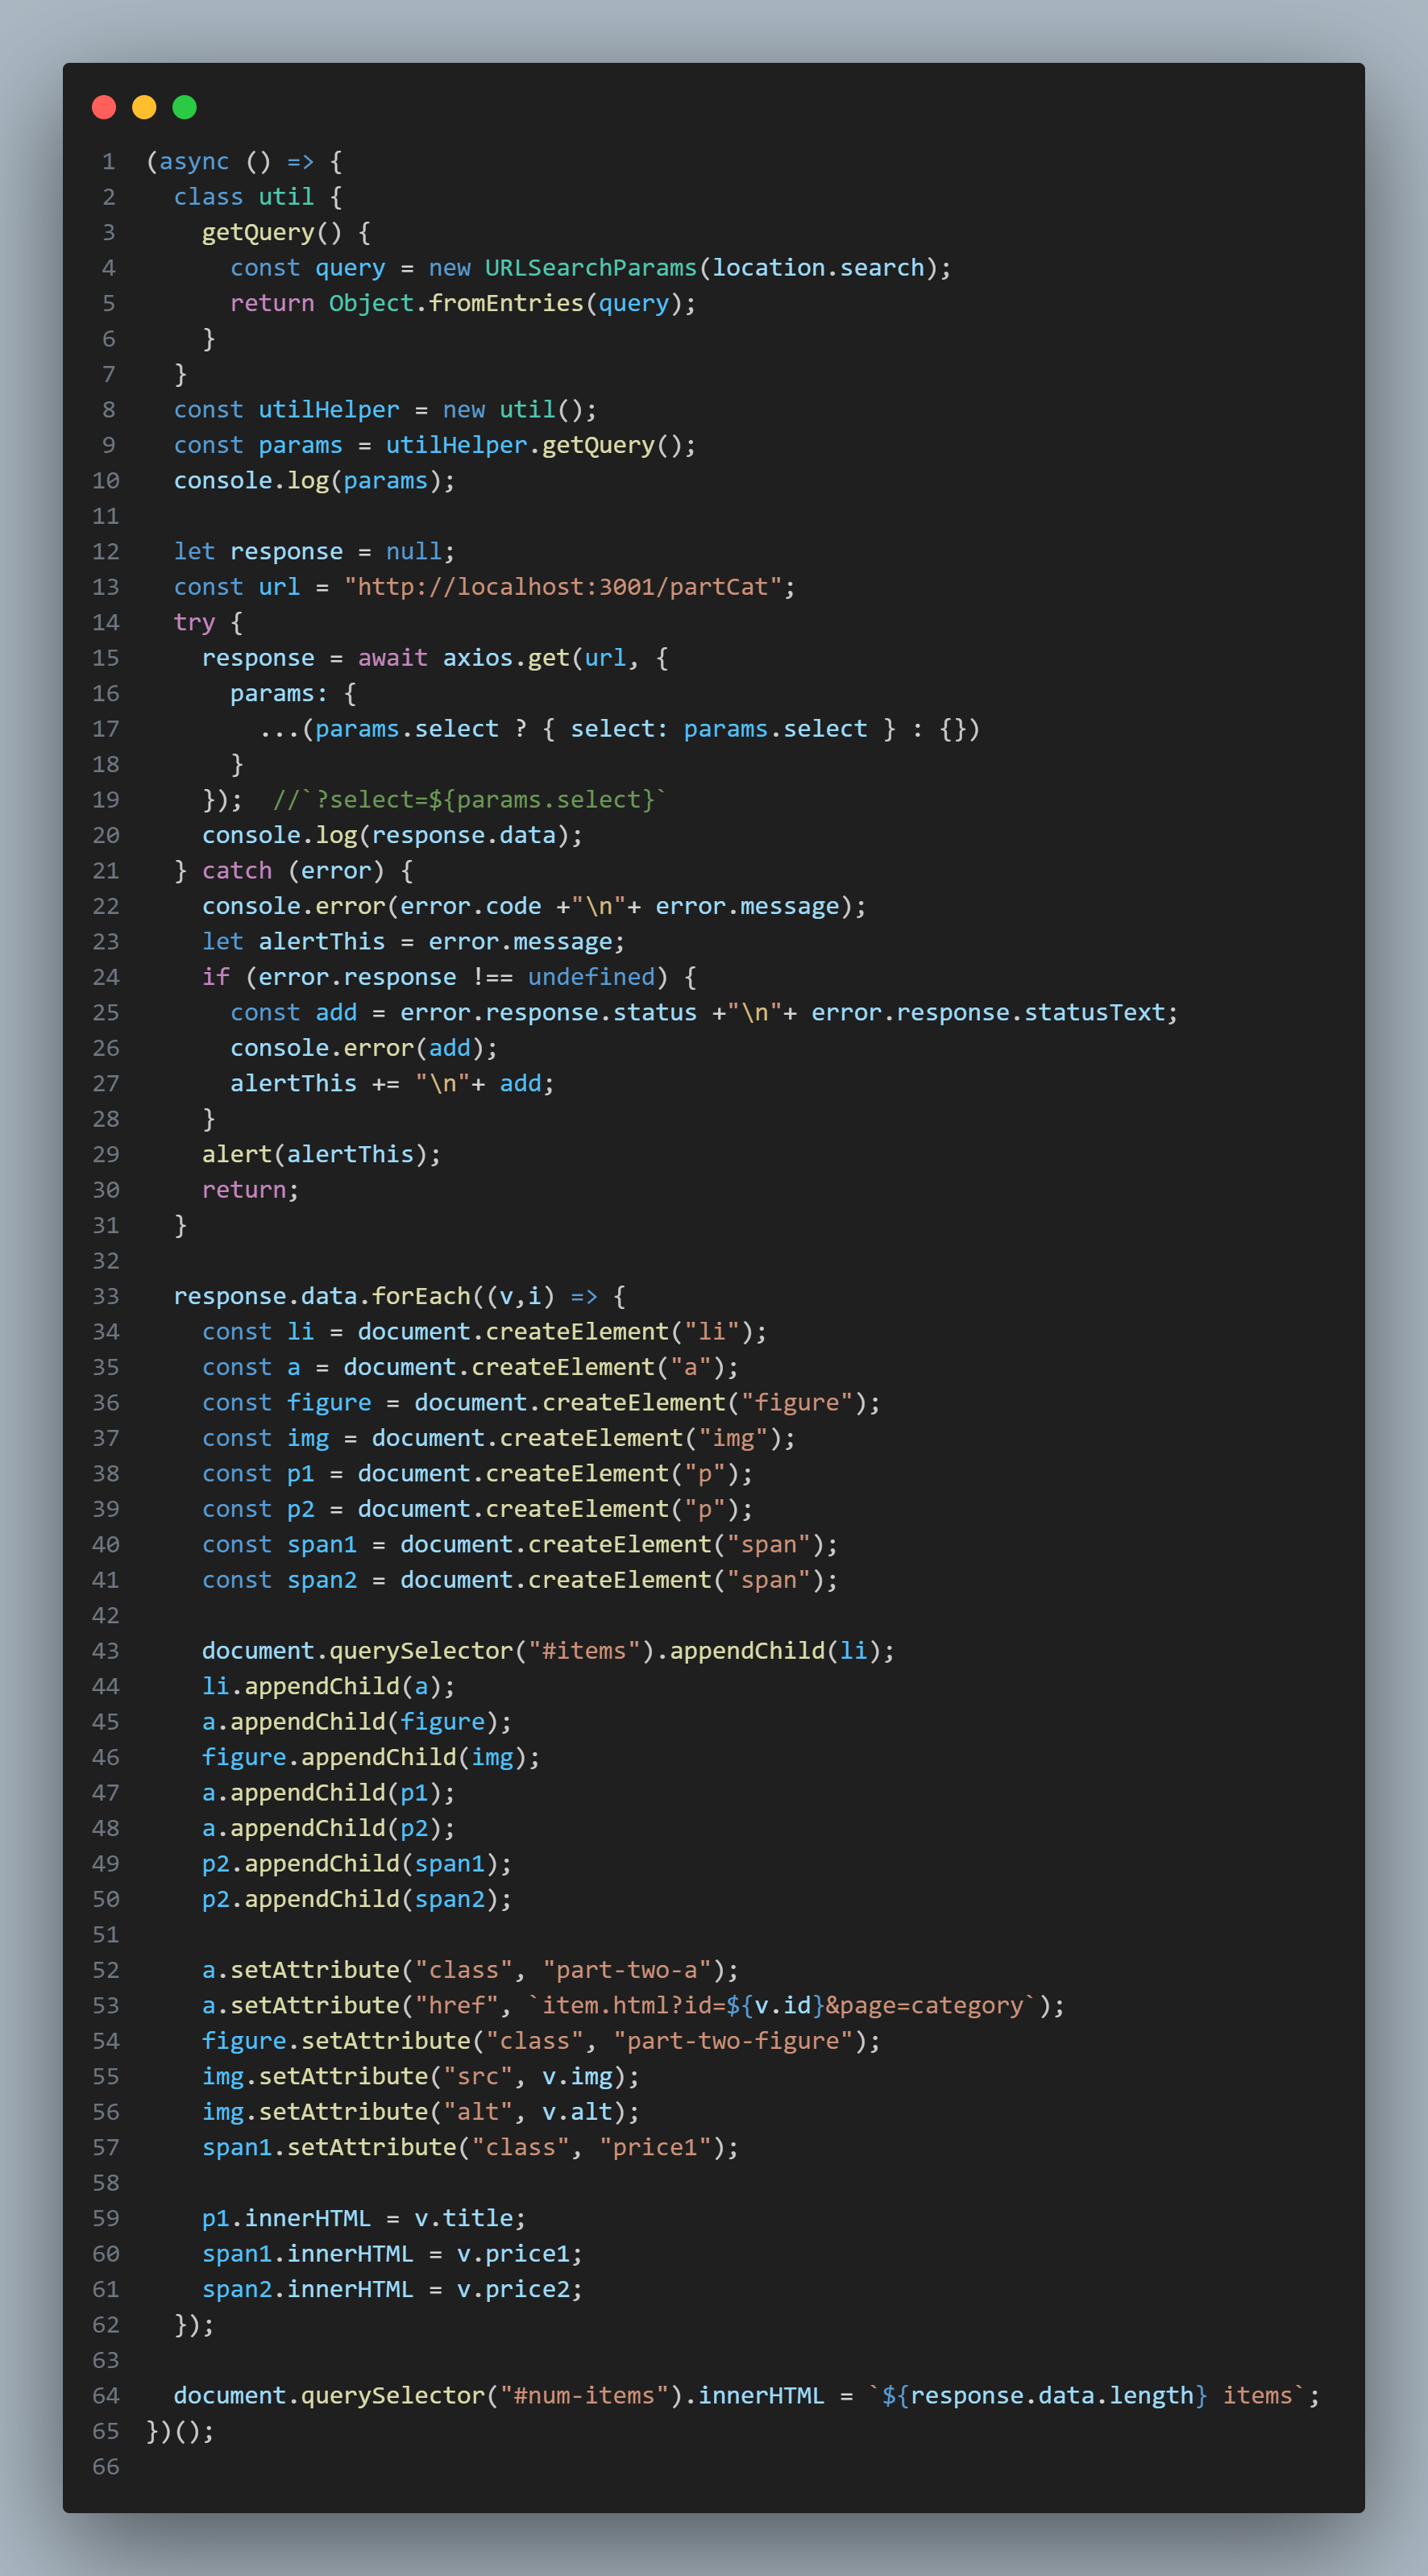 1 (async () => {
2   class util {
3     getQuery() {
4       const query = new URLSearchParams(location.search);
5       return Object.fromEntries(query);
6     }
7   }
8   const utilHelper = new util();
9   const params = utilHelper.getQuery();
10   console.log(params);
11
12   let response = null;
13   const url = "http://localhost:3001/partCat";
14   try {
15     response = await axios.get(url, {
16       params: {
17         ...(params.select ? { select: params.select } : {})
18       }
19     });  //`?select=${params.select}`
20     console.log(response.data);
21   } catch (error) {
22     console.error(error.code +"\n"+ error.message);
23     let alertThis = error.message;
24     if (error.response !== undefined) {
25       const add = error.response.status +"\n"+ error.response.statusText;
26       console.error(add);
27       alertThis += "\n"+ add;
28     }
29     alert(alertThis);
30     return;
31   }
32
33   response.data.forEach((v,i) => {
34     const li = document.createElement("li");
35     const a = document.createElement("a");
36     const figure = document.createElement("figure");
37     const img = document.createElement("img");
38     const p1 = document.createElement("p");
39     const p2 = document.createElement("p");
40     const span1 = document.createElement("span");
41     const span2 = document.createElement("span");
42
43     document.querySelector("#items").appendChild(li);
44     li.appendChild(a);
45     a.appendChild(figure);
46     figure.appendChild(img);
47     a.appendChild(p1);
48     a.appendChild(p2);
49     p2.appendChild(span1);
50     p2.appendChild(span2);
51
52     a.setAttribute("class", "part-two-a");
53     a.setAttribute("href", `item.html?id=${v.id}&page=category`);
54     figure.setAttribute("class", "part-two-figure");
55     img.setAttribute("src", v.img);
56     img.setAttribute("alt", v.alt);
57     span1.setAttribute("class", "price1");
58
59     p1.innerHTML = v.title;
60     span1.innerHTML = v.price1;
61     span2.innerHTML = v.price2;
62   });
63
64   document.querySelector("#num-items").innerHTML = `${response.data.length} items`;
65 })();
66